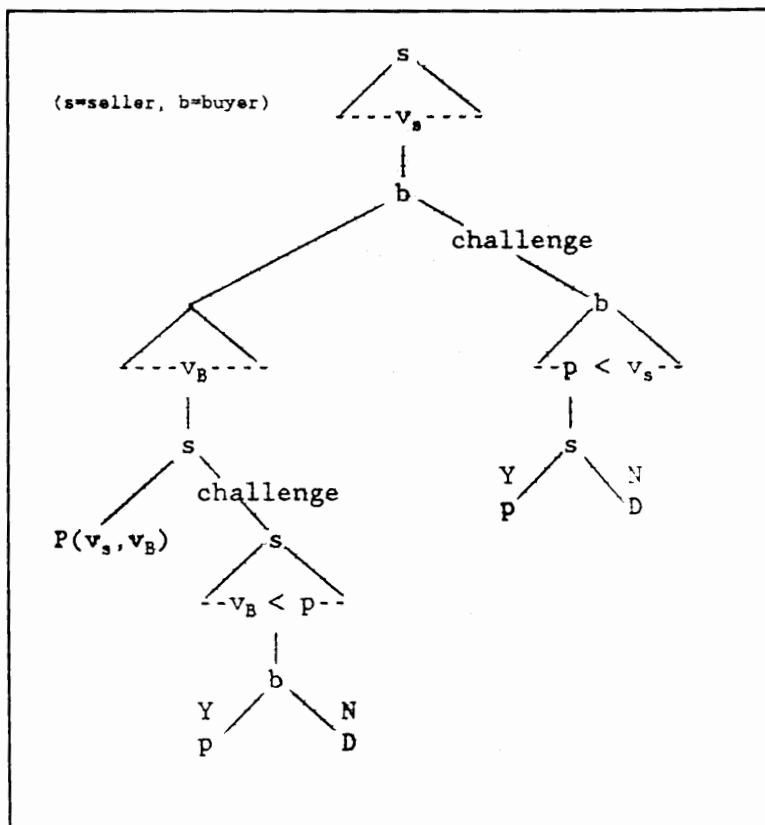 s
(s=seller, b=buyer)
---v_s---
b
challenge
b
---v_B---
--p < v_s--
s
s
challenge
Y N
p D
P(v_s,v_B)
s
--v_B < p--
b
Y N
p D